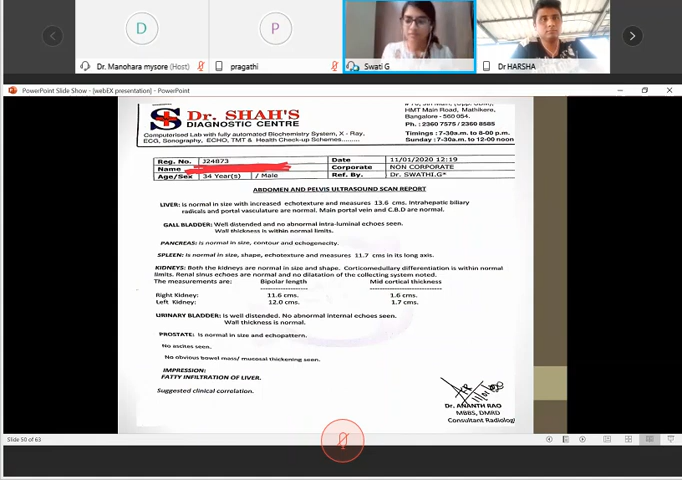 D
P
Dr. Manohara mysore (Host)
pragathi
Swati G
Dr HARSHA
PowerPoint Slide Show - [webEX presentation] - PowerPoint
Dr. SHAH'S
DIAGNOSTIC CENTRE
Computerised Lab with fully automated Biochemistry System, X - Ray,
ECG, Sonography, ECHO, TMT & Health Check-up Schemes.........
HMT Main Road, Mathikere,
Bangalore - 560 054.
Ph. : 2360 7575 / 2360 8585
Timings : 7-30a.m. to 8-00 p.m.
Sunday : 7-30a.m. to 12-00 noon
Reg. No. J24873 Date 11/01/2020 12:19
Name Corporate NON CORPORATE
Age/Sex 34 Year(s) / Male Ref. By Dr. SWATHI.G*
ABDOMEN AND PELVIS ULTRASOUND SCAN REPORT
LIVER: is normal in size with increased echotexture and measures 13.6 cms. Intrahepatic biliary
radicals and portal vasculature are normal. Main portal vein and C.B.D are normal.
GALL BLADDER: Well distended and no abnormal intra-luminal echoes seen.
Wall thickness is within normal limits.
PANCREAS: Is normal in size, contour and echogenecity.
SPLEEN: Is normal in size, shape, echotexture and measures 11.7 cms in its long axis.
KIDNEYS: Both the kidneys are normal in size and shape. Corticomedullary differentiation is within normal
limits. Renal sinus echoes are normal and no dilatation of the collecting system noted.
The measurements are: Bipolar length Mid cortical thickness
Right Kidney: 11.6 cms. 1.6 cms.
Left Kidney: 12.0 cms. 1.7 cms.
URINARY BLADDER: Is well distended. No abnormal internal echoes seen.
Wall thickness is normal.
PROSTATE: Is normal in size and echopattern.
No ascites seen.
No obvious bowel mass/ mucosal thickening seen.
IMPRESSION:
FATTY INFILTRATION OF LIVER.
Suggested clinical correlation.
Dr. ANANTH RAO
MBBS, DMRD
Consultant Radiolog
Slide 50 of 63